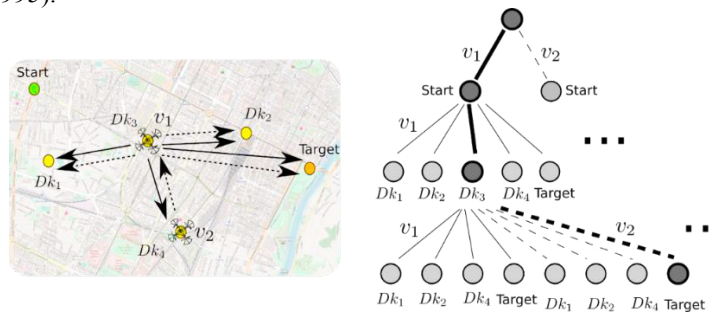 1995).
v1
v2
Start
Start
Start
Dk3
v1
Dk2
v1
Target
Dk1
Dk1
Dk2
Dk3
Dk4
Target
v2
Dk4
v1
v2
Dk1
Dk2
Dk4
Target
Dk1
Dk2
Dk4
Target